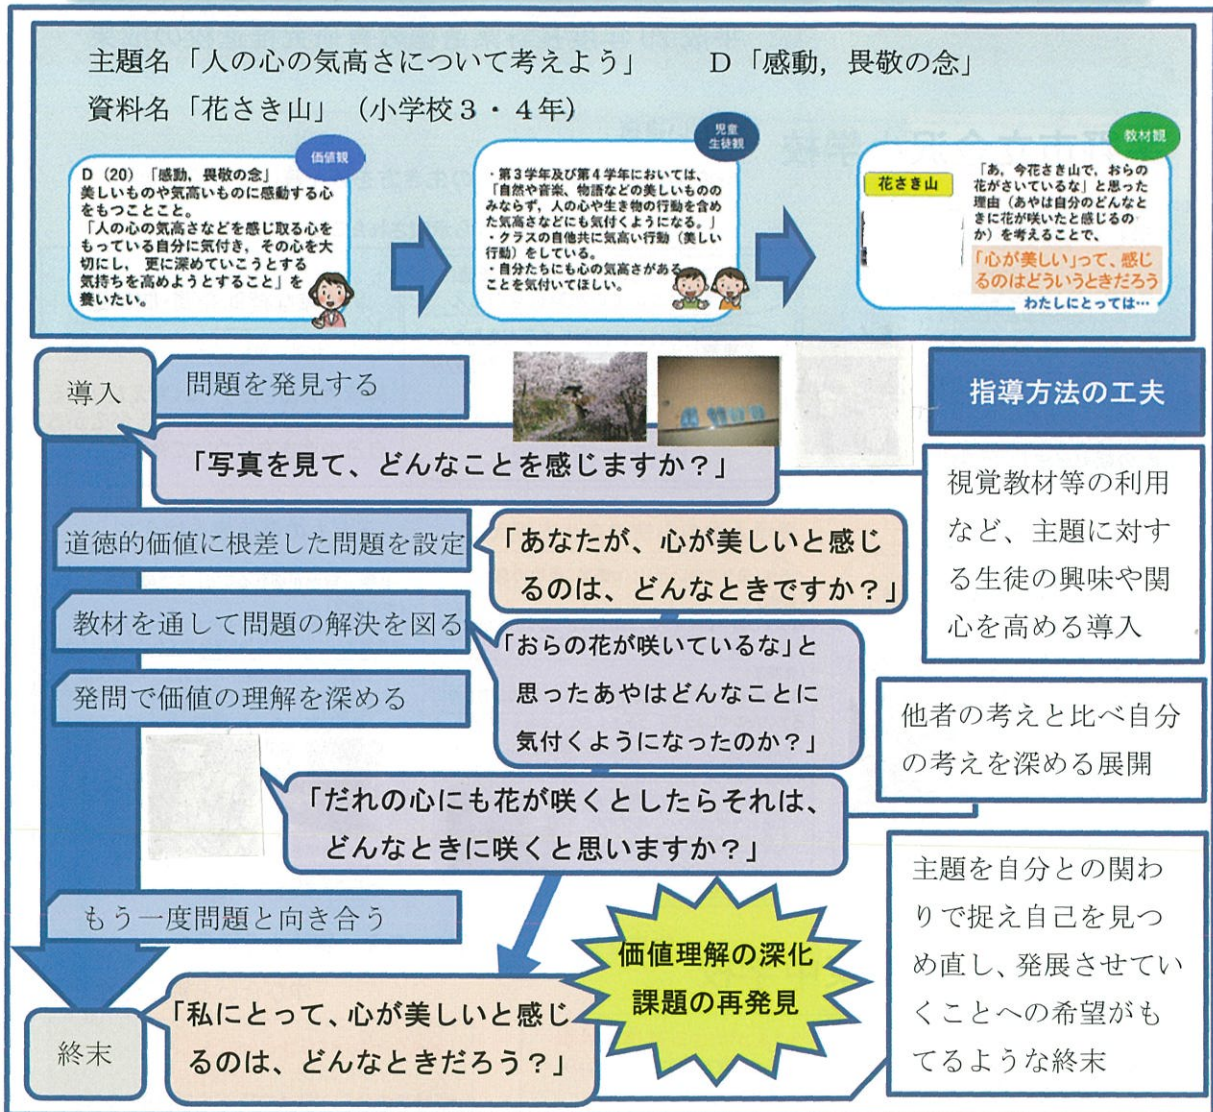 主題名「人の心の気高さについて考えよう」　D「感動，畏敬の念」
資料名「花さき山」（小学校３・４年）
価値観
D（20）「感動、畏敬の念」
美しいものや気高いものに感動する心
をもつことこと。
「人の心の気高さなどを感じ取る心を
もっている自分に気付き，その心を大
切にし， 更に深めていこうとする
気持ちを高めようとすること」を
養いたい。
児童
生徒観
・第３学年及び第４学年においては、
「自然や音楽、物語などの美しいものの
みならず，人の心や生き物の行動を含め
た気高さなどにも気付くようになる。」
・クラスの自他共に気高い行動（美しい
行動）をしている。
・自分たちにも心の気高さがある
ことを気付いてほしい。
教材観
花さき山
「あ，今花さき山で，おらの
花がさいているな」と思った
理由（あやは自分のどんなと
きに花が咲いたと感じるの
か）を考えることで、
「心が美しい」って、感じ
るのはどういうときだろう
わたしにとっては…
導入
問題を発見する
「写真を見て、どんなことを感じますか？」
指導方法の工夫
視覚教材等の利用
など、主題に対す
る生徒の興味や関
心を高める導入
道徳的価値に根差した問題を設定
「あなたが、心が美しいと感じ
るのは、どんなときですか？」
教材を通して問題の解決を図る
「おらの花が咲いているな」と
思ったあやはどんなことに
気付くようになったのか？」
発問で価値の理解を深める
他者の考えと比べ自分
の考えを深める展開
「だれの心にも花が咲くとしたらそれは、
どんなときに咲くと思いますか？」
もう一度問題と向き合う
価値理解の深化
課題の再発見
主題を自分との関わ
りで捉え自己を見つ
め直し、発展させてい
くことへの希望がも
てるような終末
終末
「私にとって、心が美しいと感じ
るのは、どんなときだろう？」